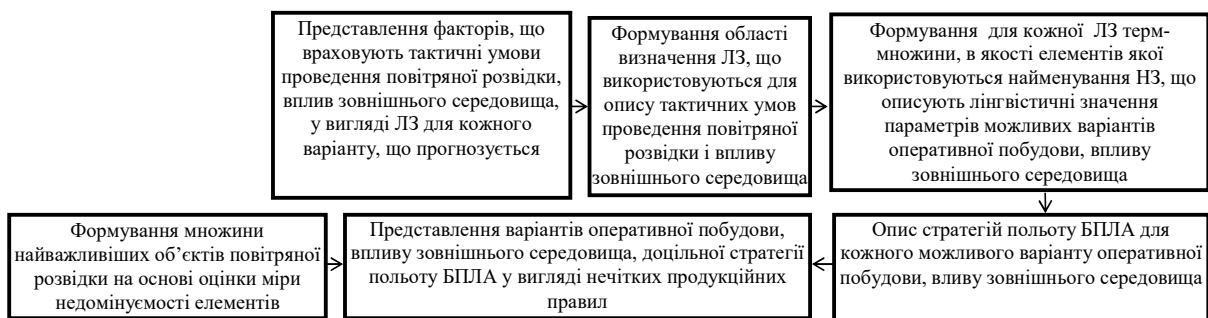 Представлення факторів, що
враховують тактичні умови
проведення повітряної розвідки,
вплив зовнішнього середовища,
у вигляді ЛЗ для кожного
варіанту, що прогнозується
Формування області
визначення ЛЗ, що
використовуються для
опису тактичних умов
проведення повітряної
розвідки і впливу
зовнішнього середовища
Формування для кожної ЛЗ терм-
множини, в якості елементів якої
використовуються найменування НЗ, що
описують лінгвістичні значення
параметрів можливих варіантів
оперативної побудови, впливу
зовнішнього середовища
Опис стратегій польоту БПЛА для
кожного можливого варіанту оперативної
побудови, вливу зовнішнього середовища
Представлення варіантів оперативної побудови,
впливу зовнішнього середовища, доцільної стратегії
польоту БПЛА у вигляді нечітких продукційних
правил
Формування множини
найважливіших об’єктів повітряної
розвідки на основі оцінки міри
недомінуємості елементів